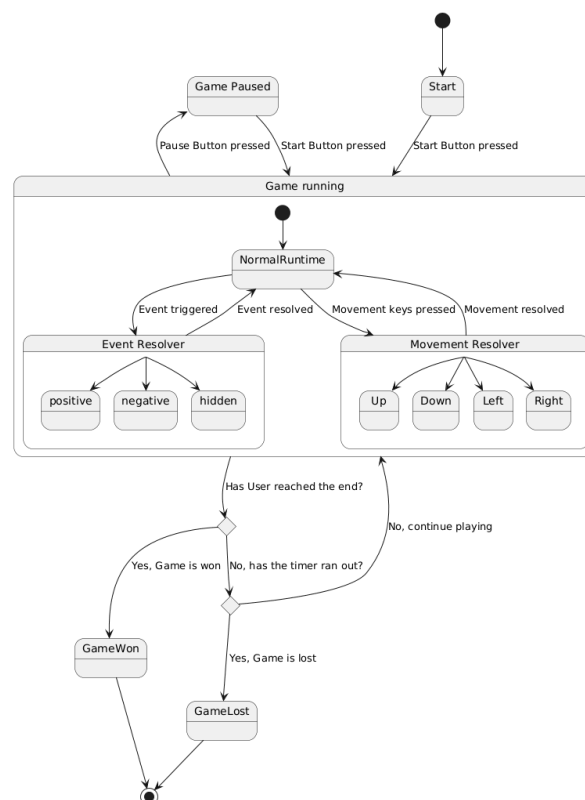 Game Paused
Start
Pause Button pressed
Start Button pressed
Start Button pressed
Game running
NormalRuntime
Event triggered
Event resolved
Movement keys pressed
Movement resolved
Event Resolver
Movement Resolver
positive
negative
hidden
Up
Down
Left
Right
Has User reached the end?
No, continue playing
Yes, Game is won
No, has the timer ran out?
GameWon
Yes, Game is lost
GameLost